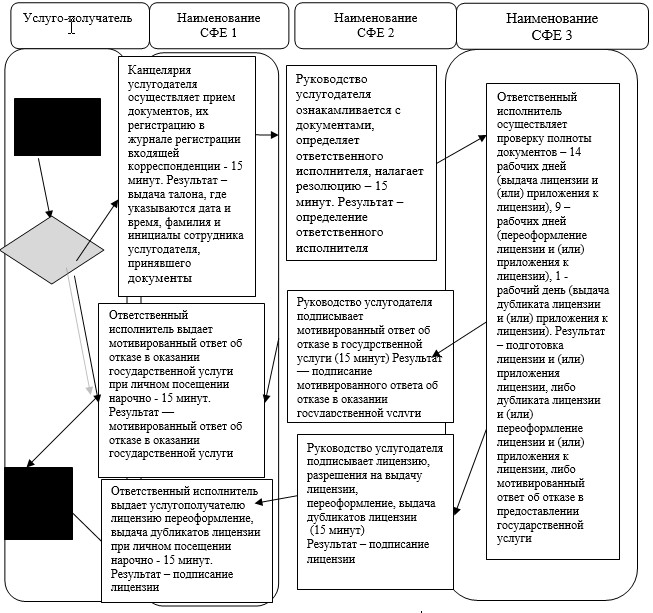 Услуго-получатель
Наименование
СФЕ 1
Наименование
СФЕ 2
Наименование
СФЕ 3
Канцелярия
услугодателя
осуществляет прием
документов, их
регистрацию в
журнале регистрации
входящей
корреспонденции - 15
минут. Результат –
выдача талона, где
указываются дата и
время, фамилия и
инициалы сотрудника
услугодателя,
принявшего
документы
Руководство
услугодателя
ознакамливается с
документами,
определяет
ответственного
исполнителя, налагает
резолюцию – 15
минут. Результат –
определение
ответственного
исполнителя
Ответственный
исполнитель
осуществляет
проверку полноты
документов – 14
рабочих дней
(выдача лицензии и
(или) приложения к
лицензии), 9 –
рабочих дней
(переоформление
лицензии и (или)
приложения к
лицензии), 1 -
рабочий день (выдача
дубликата лицензии
и (или) приложения к
лицензии). Результат
– подготовка
лицензии и (или)
приложения
лицензии, либо
дубликата лицензии
и (или)
переоформление
лицензии и (или)
приложения к
лицензии, либо
мотивированный
ответ об отказе в
предоставлении
государственной
услуги
Руководство услугодателя
подписывает
мотивированный ответ об
отказе в госудрственной
услуги (15 минут) Результат
— подписание
мотивированного ответа об
отказе в оказании
государственной услуги
Ответственный
исполнитель выдает
мотивированный ответ об
отказе в оказании
государственной услуги
при личном посещении
нарочно - 15 минут.
Результат —
мотивированный ответ об
отказе в оказании
государственной услуги
Руководство услугодателя
подписывает лицензию,
разрешения на выдачу
лицензии,
переоформление, выдача
дубликатов лицензии
(15 минут)
Результат – подписание
лицензии
Ответственный исполнитель
выдает услугополучателю
лицензию переоформление,
выдача дубликатов лицензии
при личном посещении
нарочно - 15 минут.
Результат – подписание
лицензии